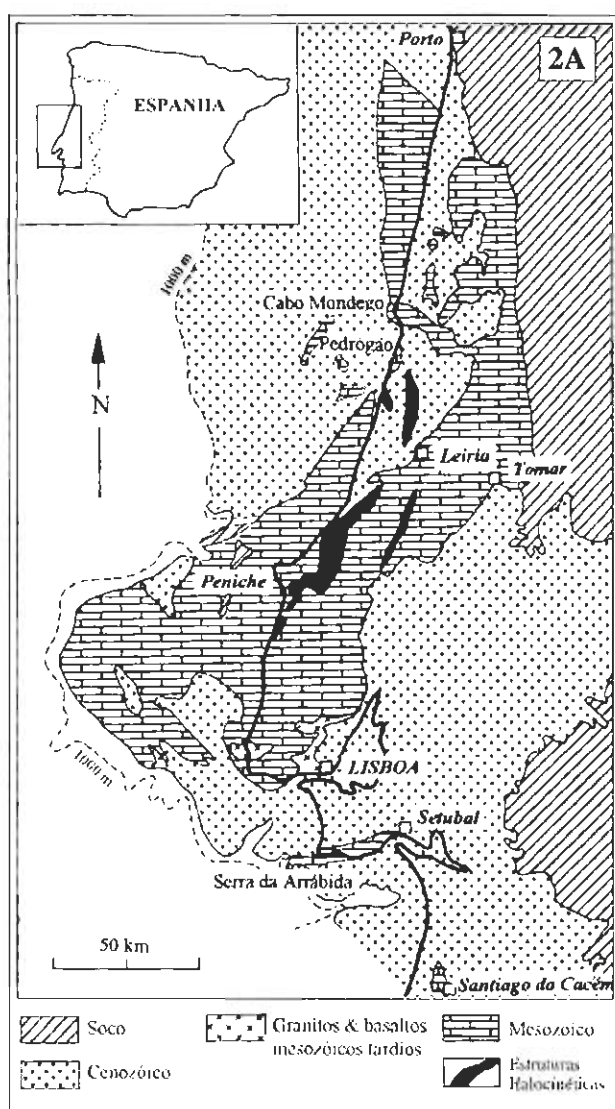 Porto
2A
ESPANHA
1000 m
Cabo Mondego
Pedrogão
N
Leiria
Tomar
Peniche
1000 m
LISBOA
Setubal
Serra da Arrábida
50 km
Santiago do Cacém
Soco
Granitos & basaltos
mesozóicos tardios
Mesozóico
Cenozóico
Estruturas
Halocinéticas